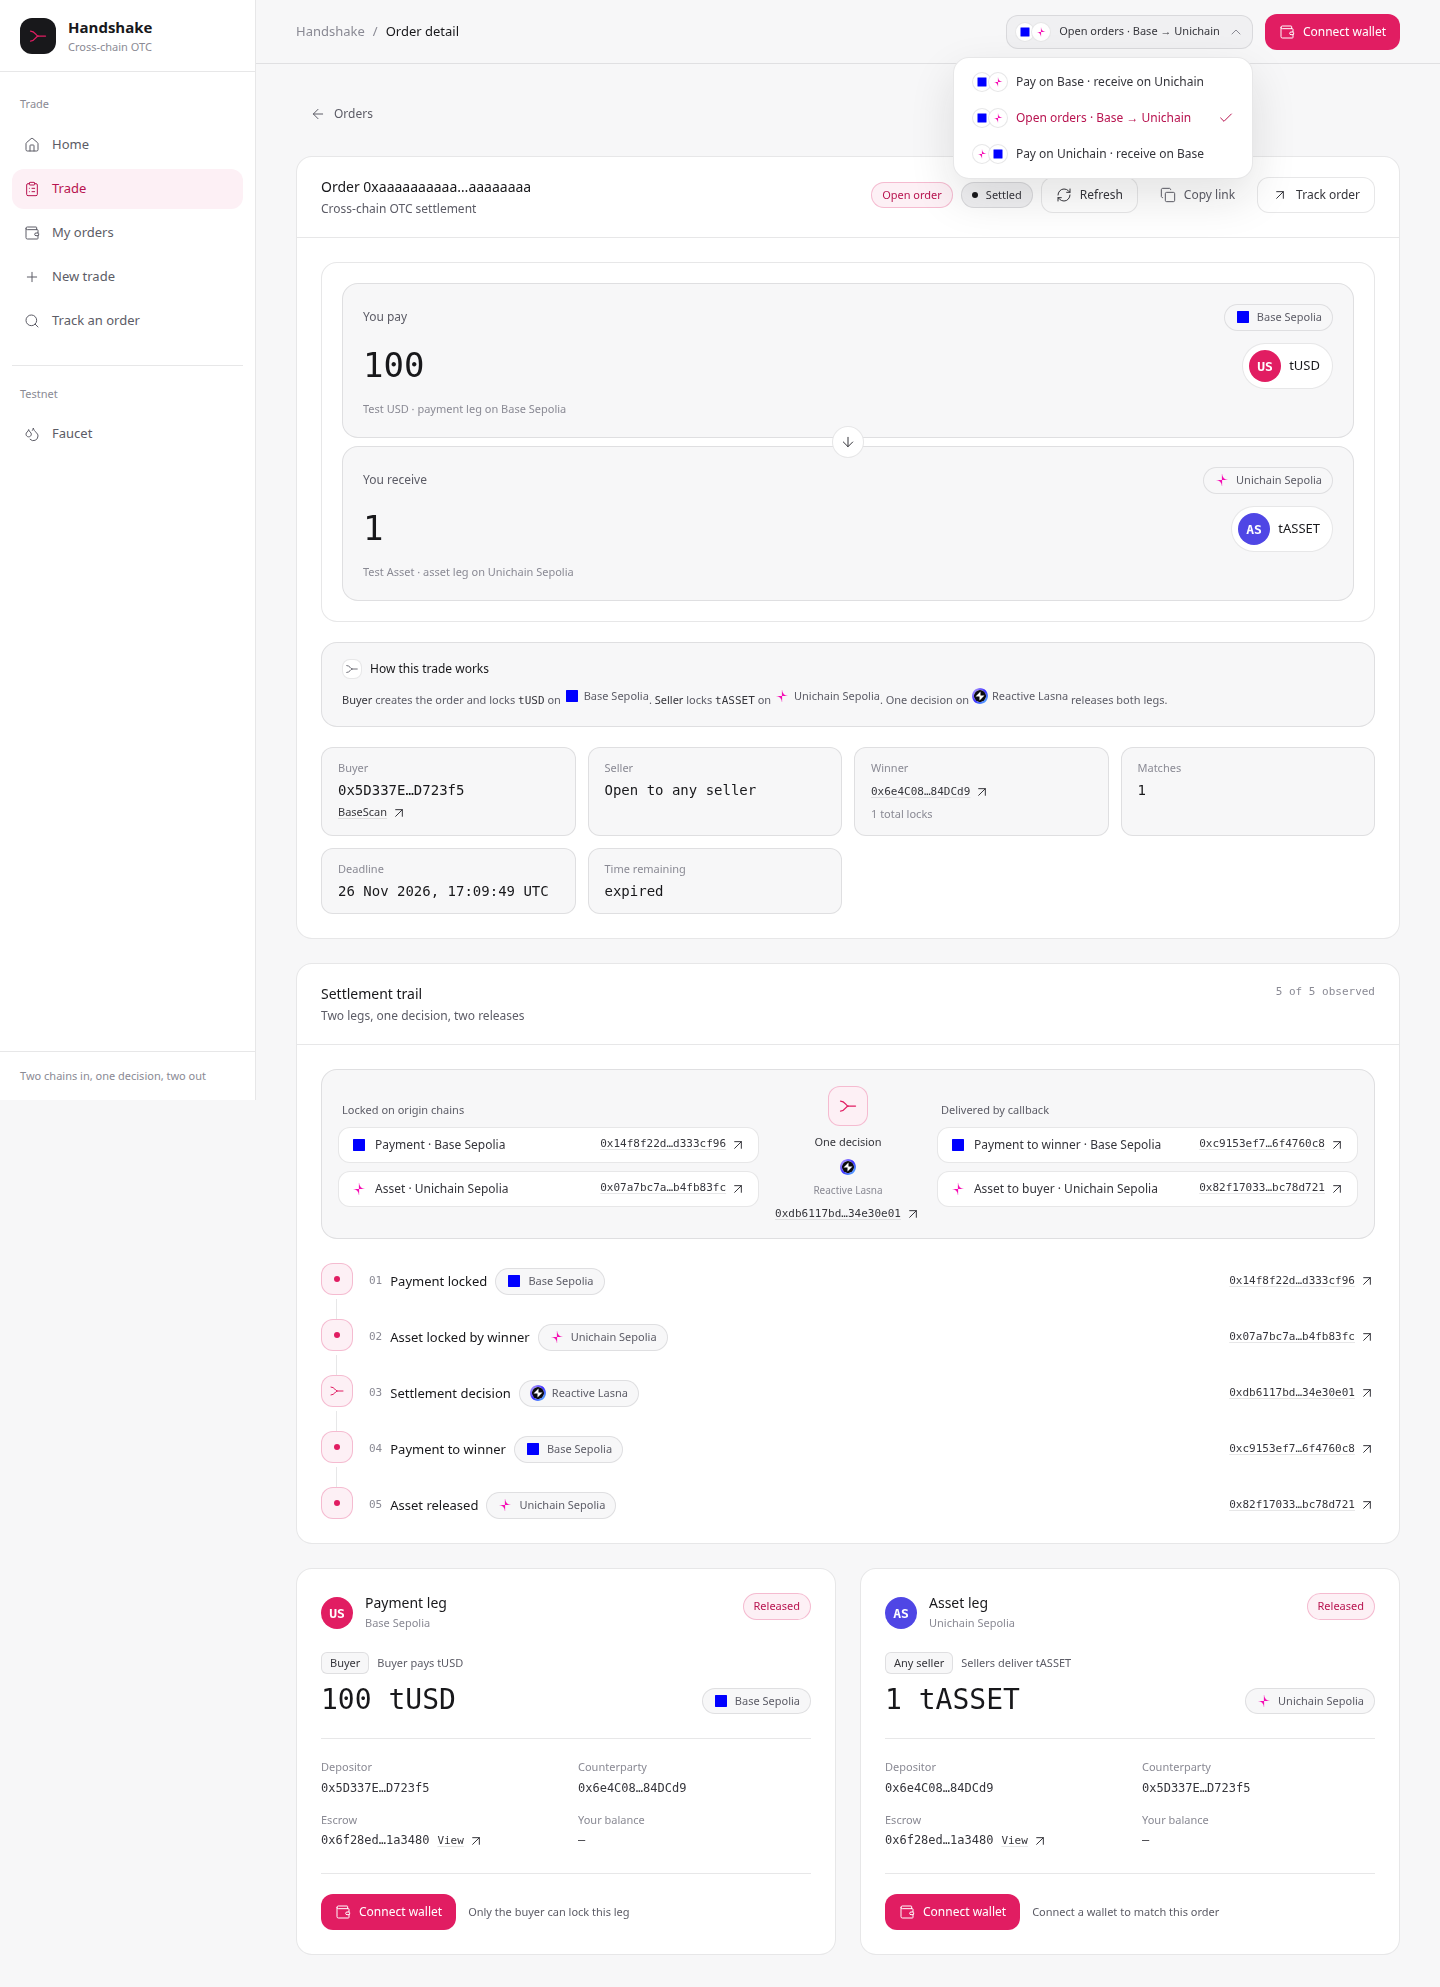 Handshake
Cross-chain OTC
Trade
Home
Trade
My orders
New trade
Track an order
Testnet
Faucet
Two chains in, one decision, two out
Handshake / Order detail
Open orders · Base → Unichain
Connect wallet
Pay on Base · receive on Unichain
Open orders · Base → Unichain
Pay on Unichain · receive on Base
Orders
Order 0xaaaaaaaaaa…aaaaaaaa
Cross-chain OTC settlement
Open order
Settled
Refresh
Copy link
Track order
You pay
Base Sepolia
100
US tUSD
Test USD · payment leg on Base Sepolia
You receive
Unichain Sepolia
1
AS tASSET
Test Asset · asset leg on Unichain Sepolia
How this trade works
Buyer creates the order and locks tUSD on Base Sepolia. Seller locks tASSET on Unichain Sepolia. One decision on Reactive Lasna releases both legs.
Buyer
0x5D337E…D723f5
BaseScan
Seller
Open to any seller
Winner
0x6e4C08…84DCd9
1 total locks
Matches
1
Deadline
26 Nov 2026, 17:09:49 UTC
Time remaining
expired
Settlement trail
Two legs, one decision, two releases
5 of 5 observed
Locked on origin chains
Payment · Base Sepolia 0x14f8f22d…d333cf96
Asset · Unichain Sepolia 0x07a7bc7a…b4fb83fc
One decision
Reactive Lasna
0xdb6117bd…34e30e01
Delivered by callback
Payment to winner · Base Sepolia 0xc9153ef7…6f4760c8
Asset to buyer · Unichain Sepolia 0x82f17033…bc78d721
01 Payment locked Base Sepolia 0x14f8f22d…d333cf96
02 Asset locked by winner Unichain Sepolia 0x07a7bc7a…b4fb83fc
03 Settlement decision Reactive Lasna 0xdb6117bd…34e30e01
04 Payment to winner Base Sepolia 0xc9153ef7…6f4760c8
05 Asset released Unichain Sepolia 0x82f17033…bc78d721
US Payment leg
Base Sepolia
Released
Buyer Buyer pays tUSD
100 tUSD
Base Sepolia
Depositor
0x5D337E…D723f5
Counterparty
0x6e4C08…84DCd9
Escrow
0x6f28ed…1a3480 View
Your balance
—
Connect wallet
Only the buyer can lock this leg
AS Asset leg
Unichain Sepolia
Released
Any seller Sellers deliver tASSET
1 tASSET
Unichain Sepolia
Depositor
0x6e4C08…84DCd9
Counterparty
0x5D337E…D723f5
Escrow
0x6f28ed…1a3480 View
Your balance
—
Connect wallet
Connect a wallet to match this order